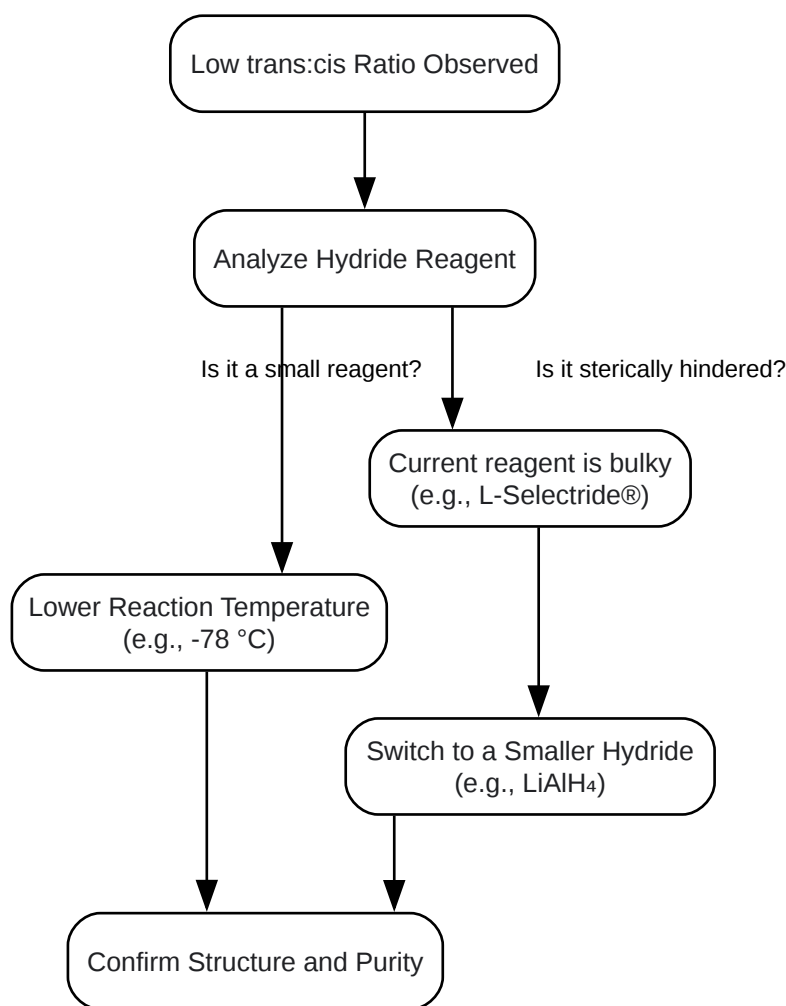 Low trans:cis Ratio Observed
Analyze Hydride Reagent
Is it a small reagent?
Is it sterically hindered?
Current reagent is bulky
(e.g., L-Selectride®)
Lower Reaction Temperature
(e.g., -78 °C)
Switch to a Smaller Hydride
(e.g., LiAlH₄)
Confirm Structure and Purity